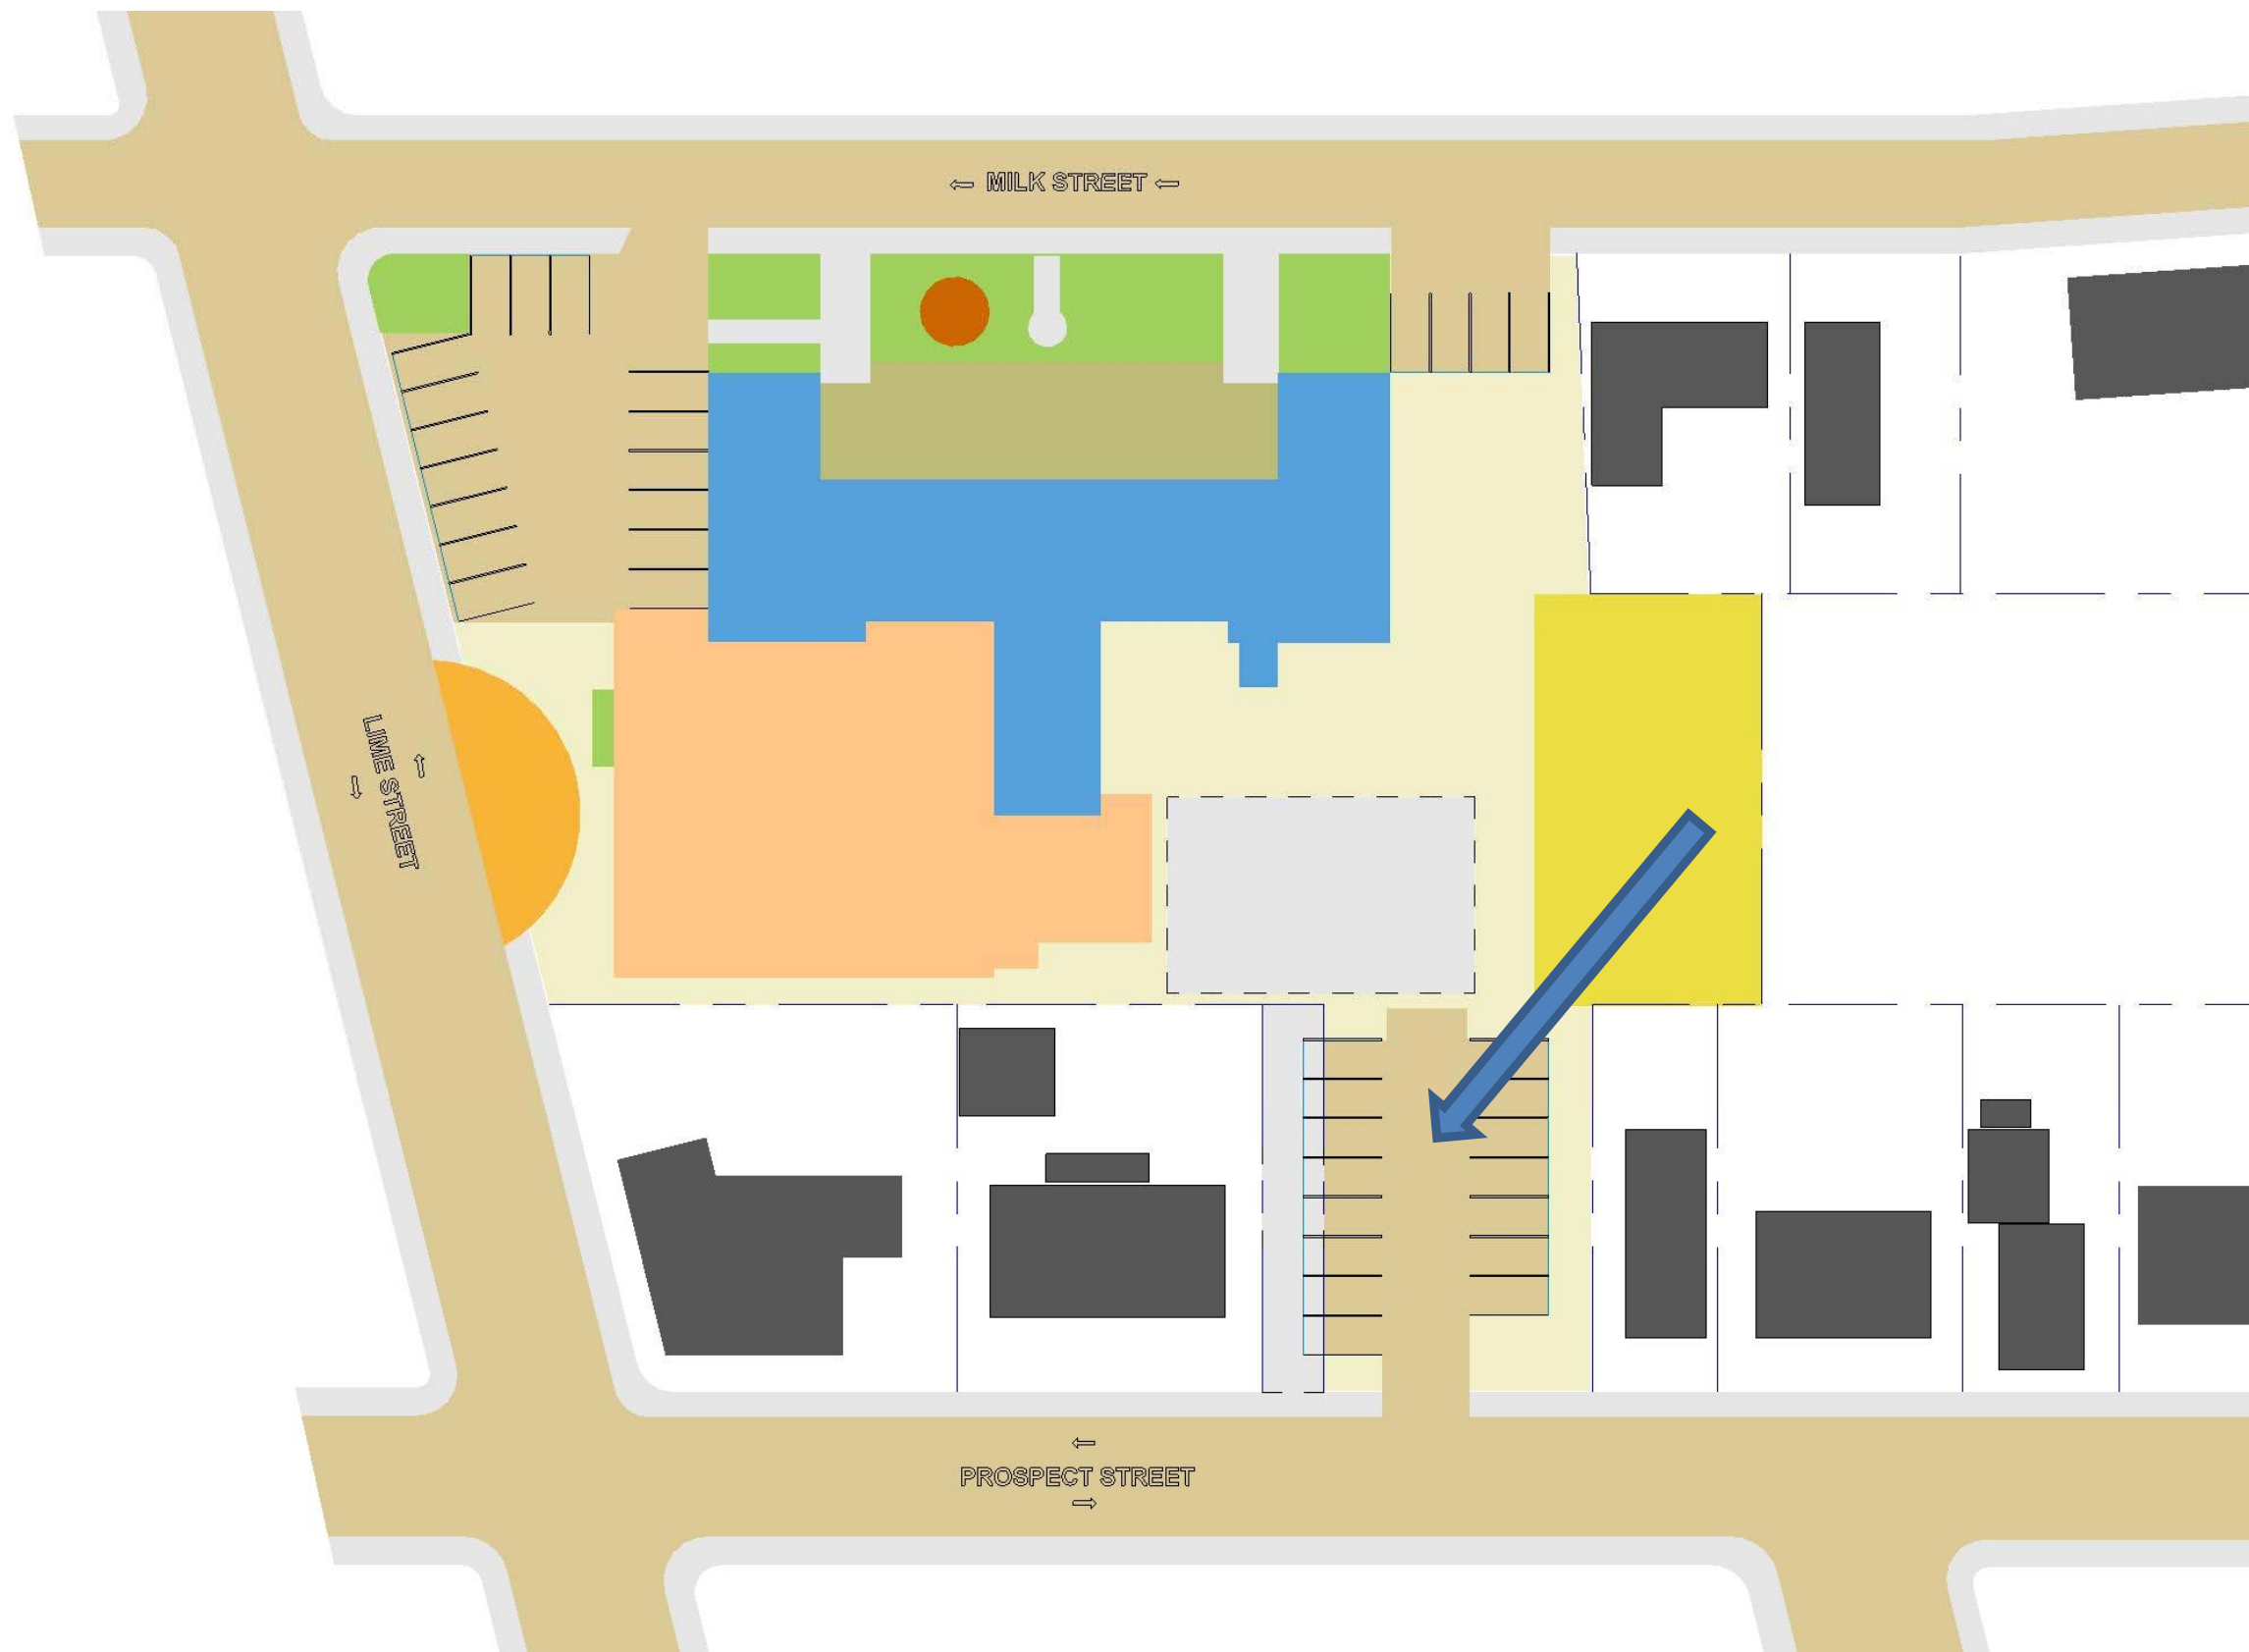 ← MILK STREET ←
LIME STREET
←
PROSPECT STREET
→